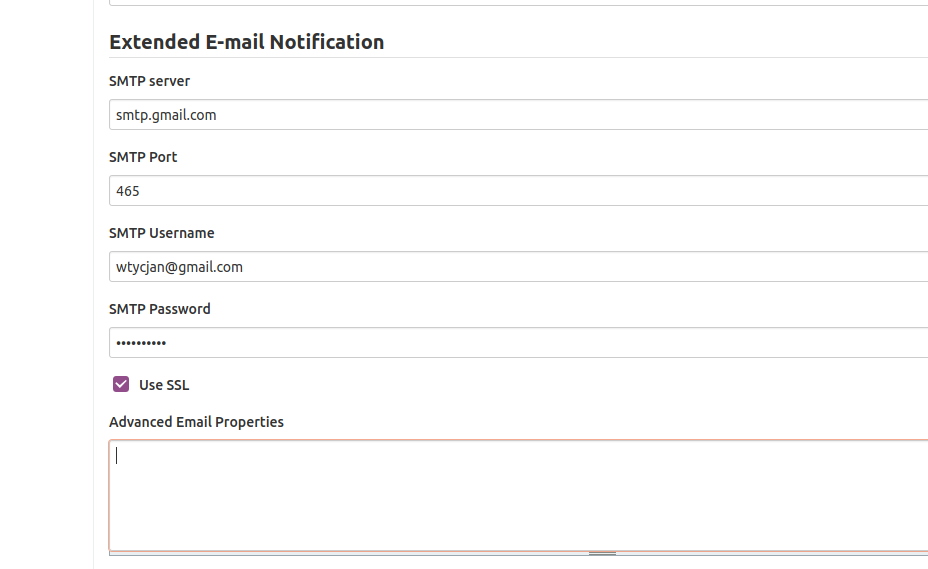 Extended E-mail Notification
SMTP server
smtp.gmail.com
SMTP Port
465
SMTP Username
wtycjan@gmail.com
SMTP Password
••••••••••
Use SSL
Advanced Email Properties